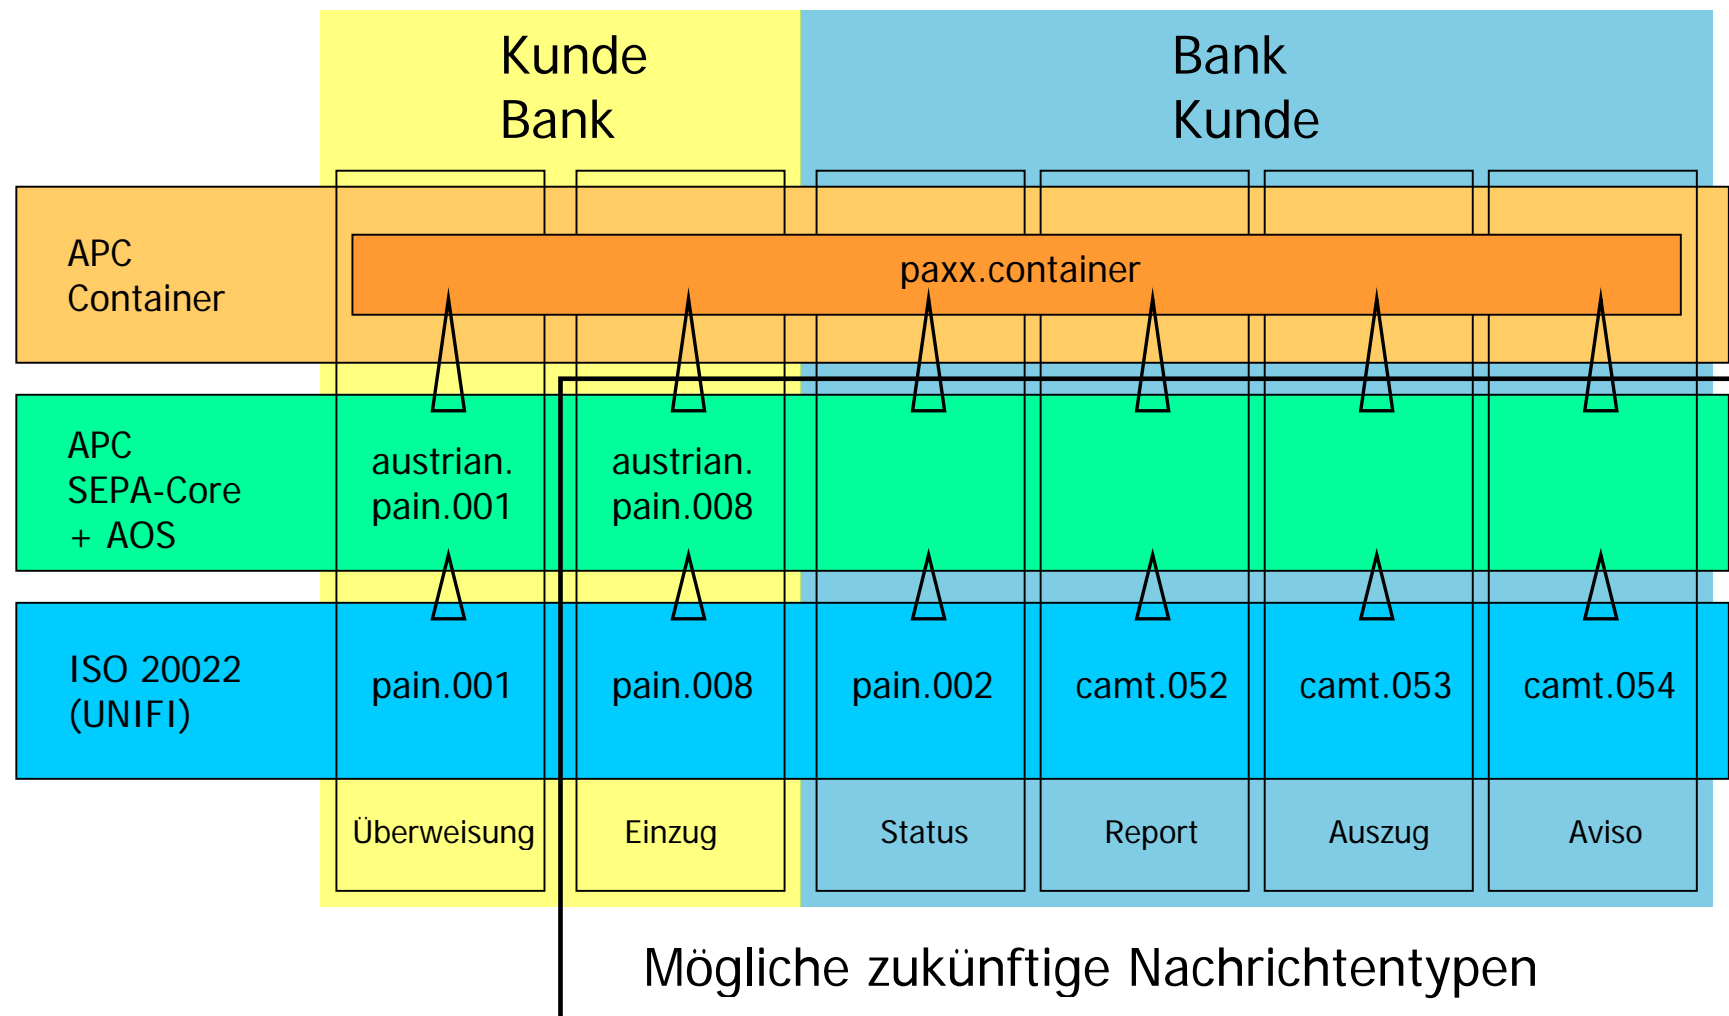 Kunde
Bank
Bank
Kunde
APC
Container
paxx.container
APC
SEPA-Core
+ AOS
austrian.
pain.001
austrian.
pain.008
ISO 20022
(UNIFI)
pain.001
pain.008
pain.002
camt.052
camt.053
camt.054
Überweisung
Einzug
Status
Report
Auszug
Aviso
Mögliche zukünftige Nachrichtentypen